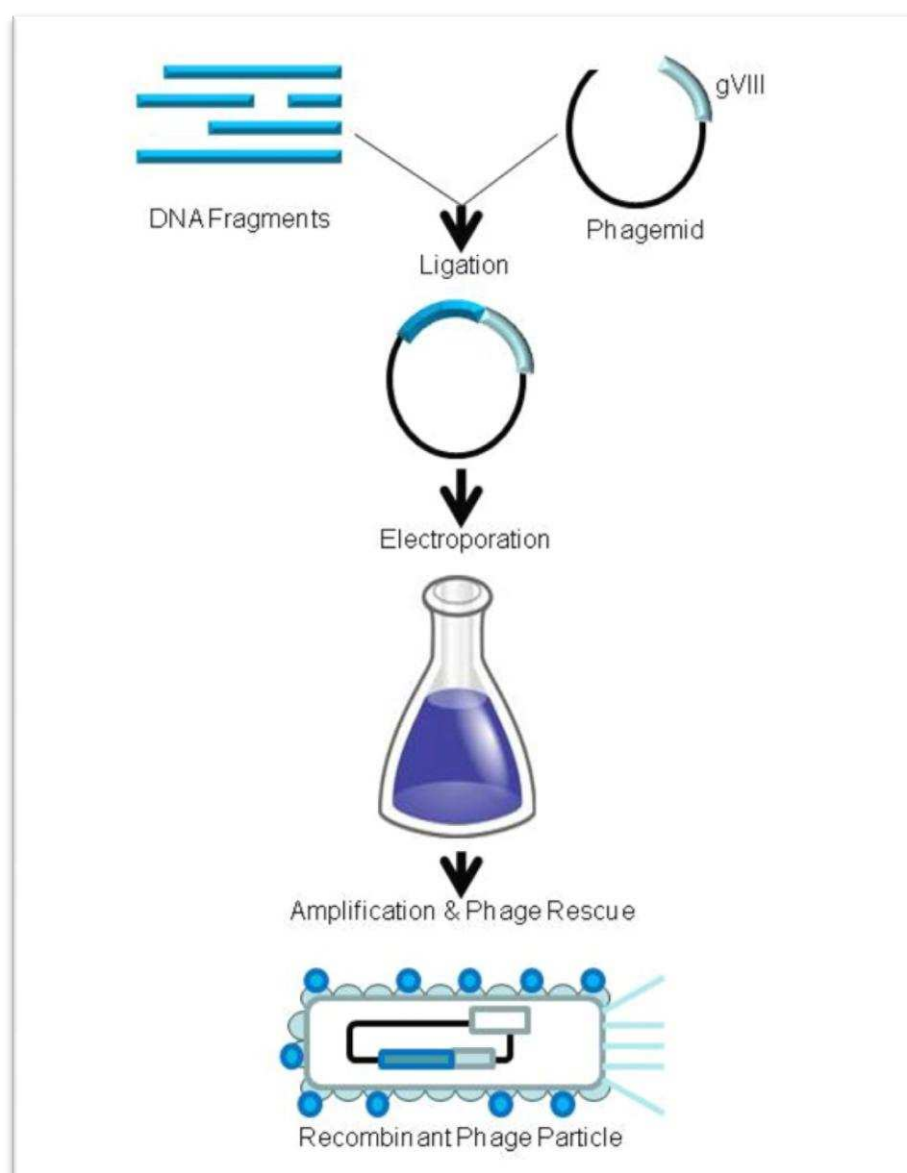 gVIII
DNA Fragments
Phagemid
Ligation
Electroporation
Amplification & Phage Rescue
Recombinant Phage Particle